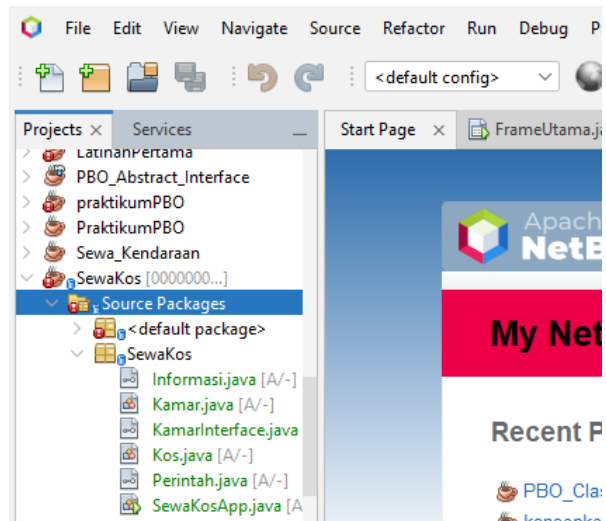 File Edit View Navigate Source Refactor Run Debug P
<default config>
Projects Services
Start Page FrameUtama.ja
LatihanPertama
PBO_Abstract_Interface
praktikumPBO
PraktikumPBO
Sewa_Kendaraan
SewaKos [0000000...]
Source Packages
<default package>
SewaKos
Informasi.java [A/-]
Kamar.java [A/-]
KamarInterface.java
Kos.java [A/-]
Perintah.java [A/-]
SewaKosApp.java [A
Apach
NetB
My Net
Recent P
PBO_Clas